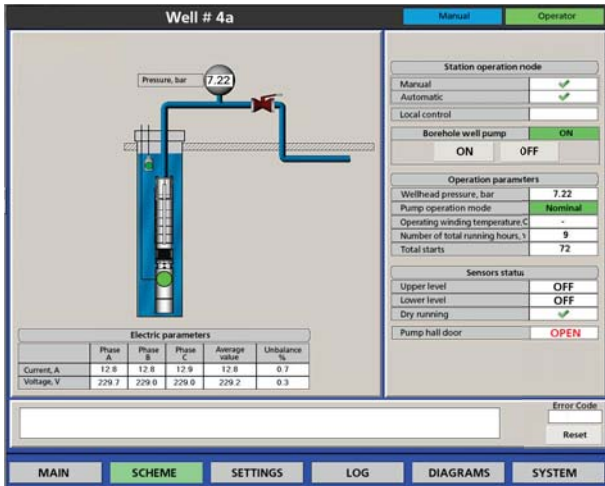 Well # 4a
Manual
Operator
Pressure, bar
7.22
Station operation node
Manual
Automatic
Local control
Borehole well pump ON
ON OFF
Operation paramıters
Wellhead pressure, bar 7.22
Pump operation mode Nominal
Operating winding temperature,C -
Number of total running hours, 9
Total starts 72
Sensors statu
Upper level OFF
Lower level OFF
Dry running
Pump hall door OPEN
Electric parameters
Phase A Phase B Phase C Average value Unbalance %
Current, A 12.8 12.8 12.9 12.8 0.7
Voltage, V 229.7 229.0 229.0 229.2 0.3
Error Code
Reset
MAIN SCHEME SETTINGS LOG DIAGRAMS SYSTEM